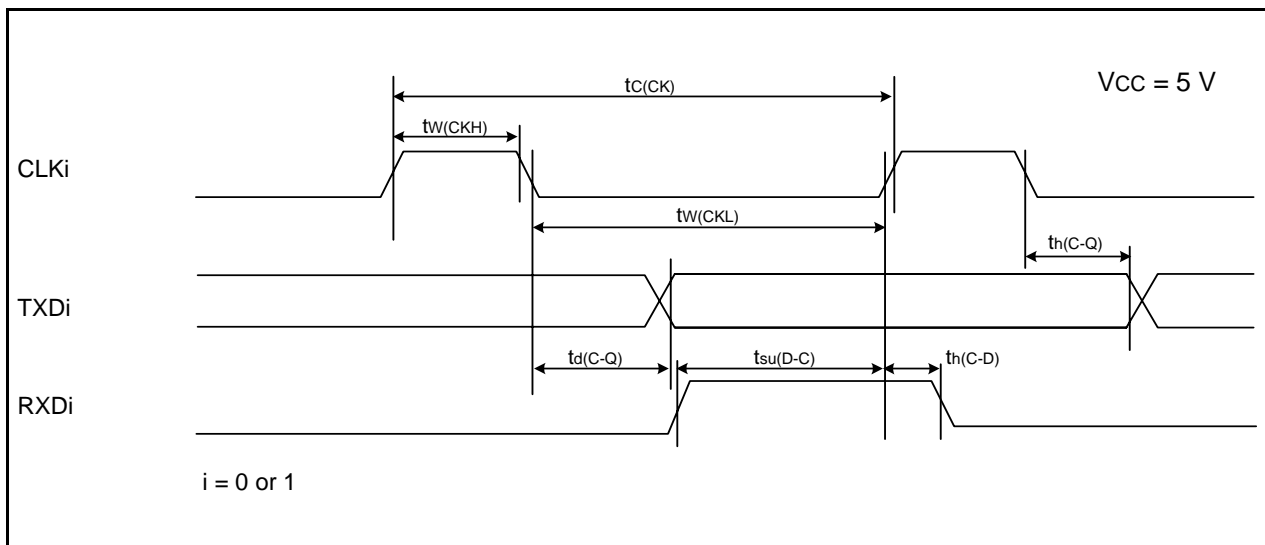 tC(CK)
VCC = 5 V
tW(CKH)
CLKi
tW(CKL)
th(C-Q)
TXDi
td(C-Q)
tsu(D-C)
th(C-D)
RXDi
i = 0 or 1